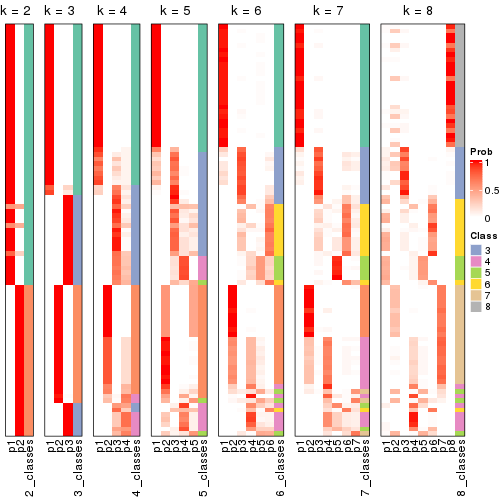 k = 2 k = 3 k = 4 k = 5 k = 6 k = 7 k = 8
Prob
1
0.5
0
Class
3
4
5
6
7
8
p1 p2 2_classes
p1 p2 p3 3_classes
p1 p2 p3 p4 4_classes
p1 p2 p3 p4 p5 5_classes
p1 p2 p3 p4 p5 p6 6_classes
p1 p2 p3 p4 p5 p6 p7 7_classes
p1 p2 p3 p4 p5 p6 p7 p8 8_classes